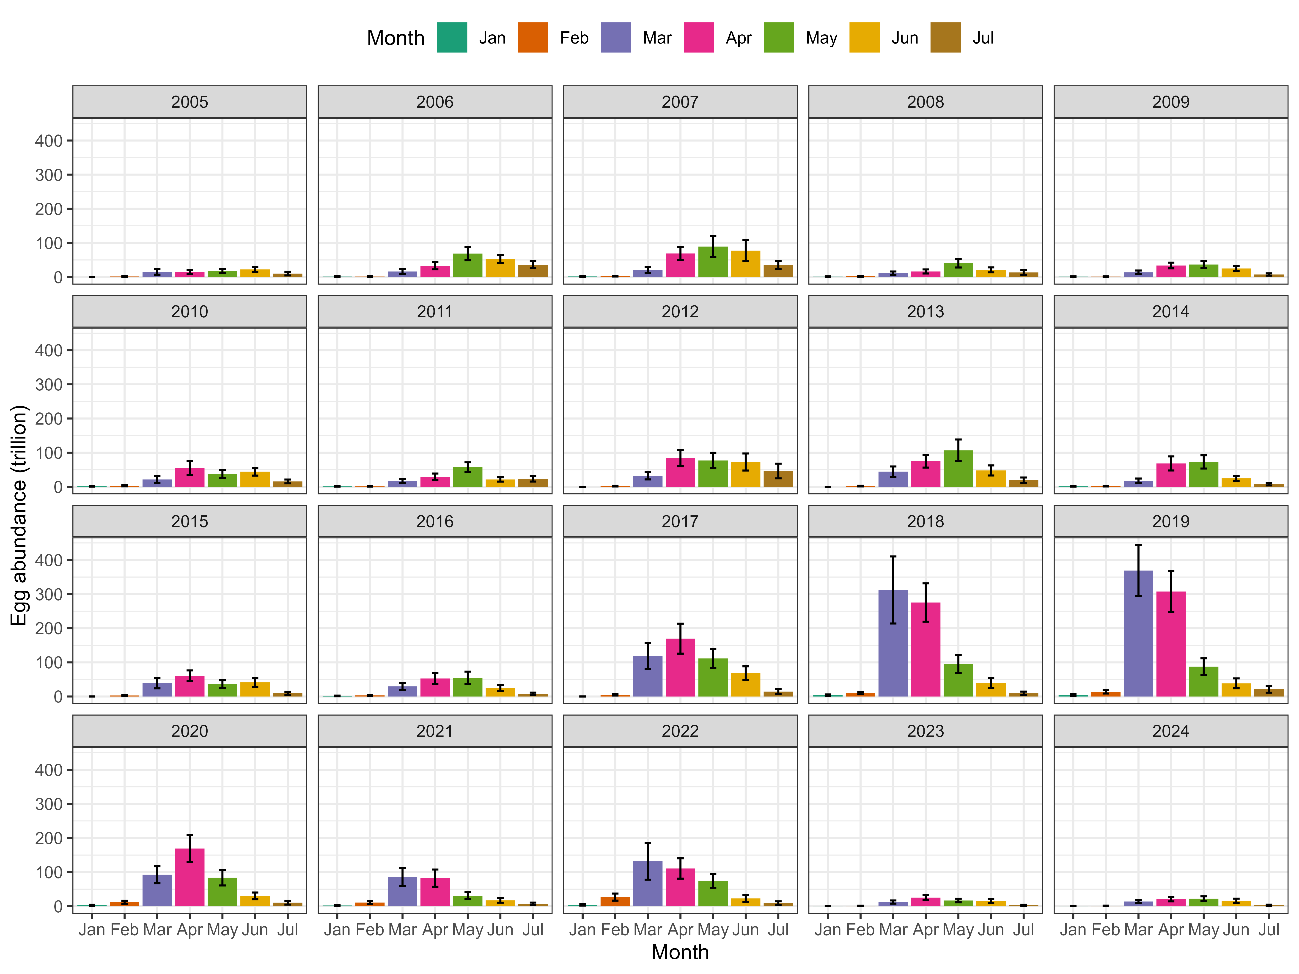 Month Jan Feb Mar Apr May Jun Jul
2005 2006 2007 2008 2009
400
300
200
100
0
2010 2011 2012 2013 2014
400
300
200
100
0
Egg abundance (trillion)
2015 2016 2017 2018 2019
400
300
200
100
0
2020 2021 2022 2023 2024
400
300
200
100
0
Jan Feb Mar Apr May Jun Jul Jan Feb Mar Apr May Jun Jul Jan Feb Mar Apr May Jun Jul Jan Feb Mar Apr May Jun Jul Jan Feb Mar Apr May Jun Jul
Month